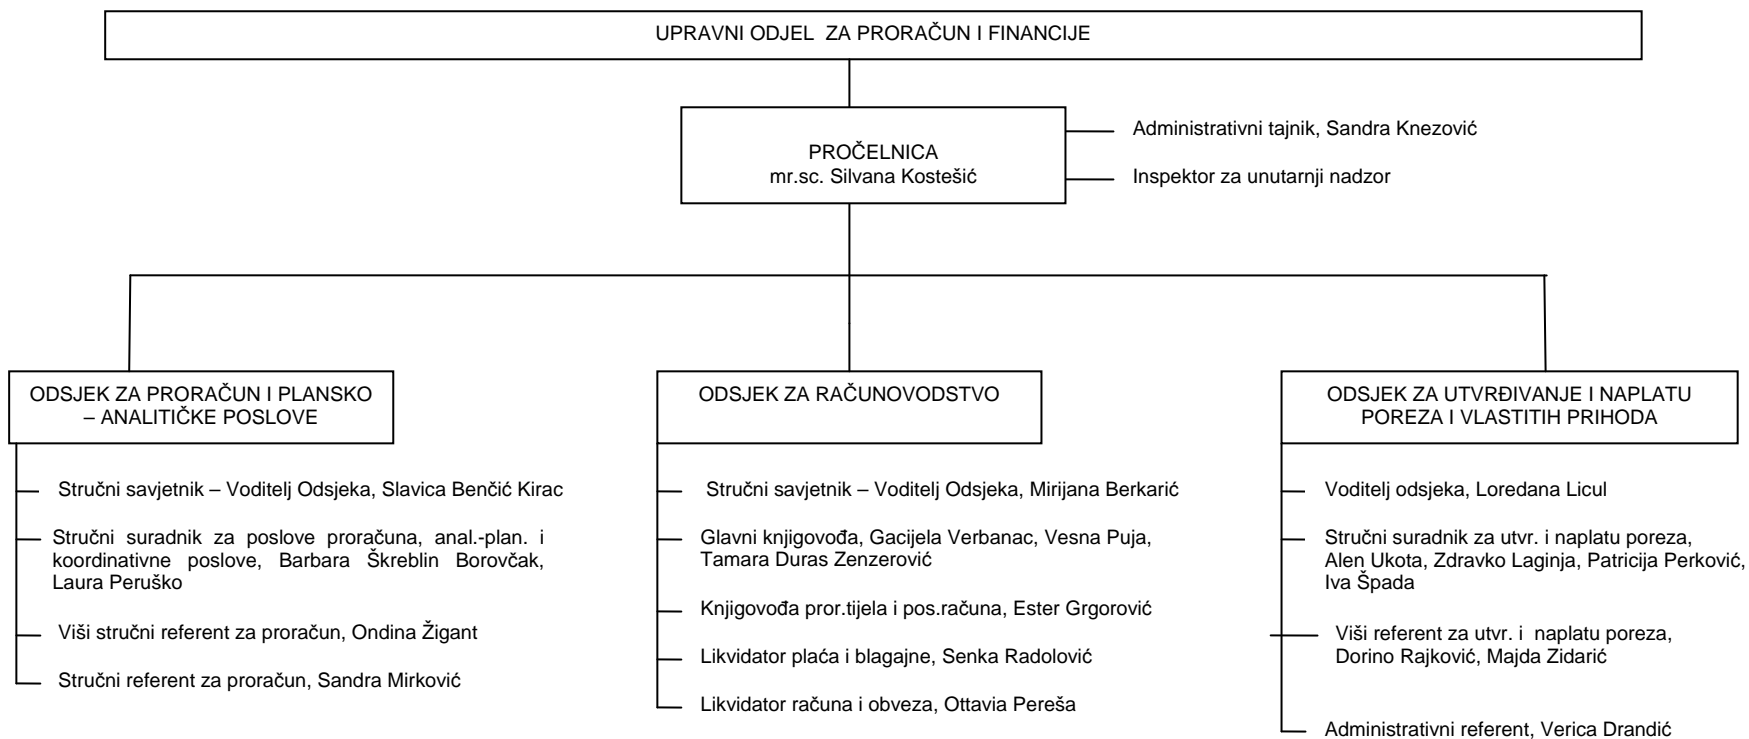 UPRAVNI ODJEL ZA PRORAČUN I FINANCIJE
PROČELNICA
mr.sc. Silvana Kostešić
Administrativni tajnik, Sandra Knezović
Inspektor za unutarnji nadzor
ODSJEK ZA PRORAČUN I PLANSKO
– ANALITIČKE POSLOVE
Stručni savjetnik – Voditelj Odsjeka, Slavica Benčić Kirac
Stručni suradnik za poslove proračuna, anal.-plan. i
koordinativne poslove, Barbara Škreblin Borovčak,
Laura Peruško
Viši stručni referent za proračun, Ondina Žigant
Stručni referent za proračun, Sandra Mirković
ODSJEK ZA RAČUNOVODSTVO
Stručni savjetnik – Voditelj Odsjeka, Mirijana Berkarić
Glavni knjigovođa, Gacijela Verbanac, Vesna Puja,
Tamara Duras Zenzerović
Knjigovođa pror.tijela i pos.računa, Ester Grgorović
Likvidator plaća i blagajne, Senka Radolović
Likvidator računa i obveza, Ottavia Pereša
ODSJEK ZA UTVRĐIVANJE I NAPLATU
POREZA I VLASTITIH PRIHODA
Voditelj odsjeka, Loredana Licul
Stručni suradnik za utvr. i naplatu poreza,
Alen Ukota, Zdravko Laginja, Patricija Perković,
Iva Špada
Viši referent za utvr. i naplatu poreza,
Dorino Rajković, Majda Zidarić
Administrativni referent, Verica Drandić